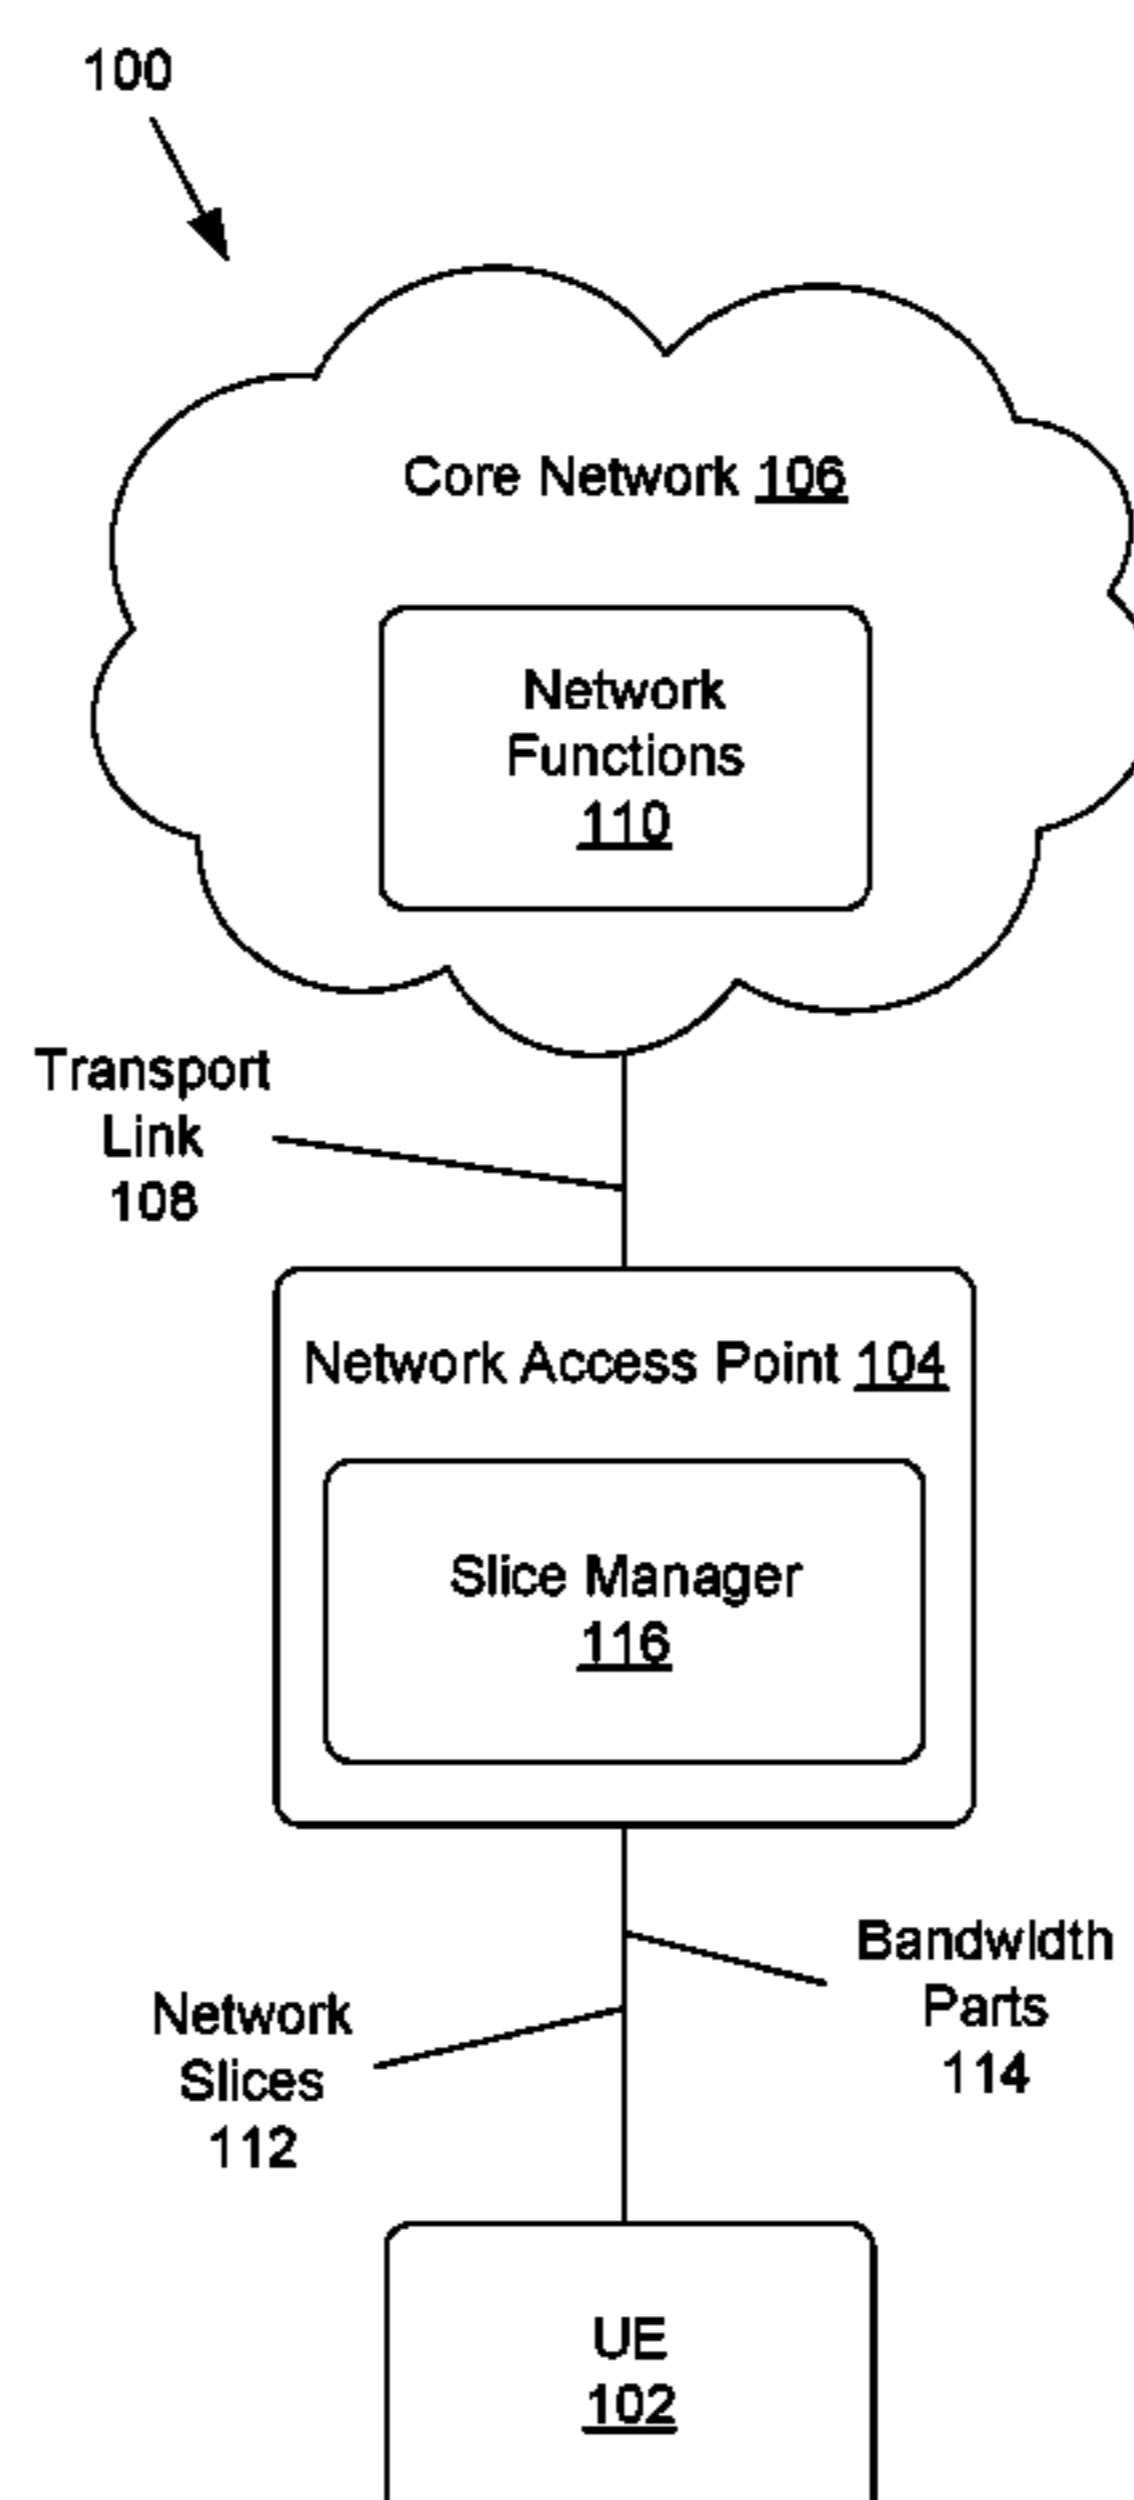 100
Core Network 106
Network
Functions
110
Transport
Link
108
Network Access Point 104
Slice Manager
116
Bandwidth
Parts
114
Network
Slices
112
UE
102